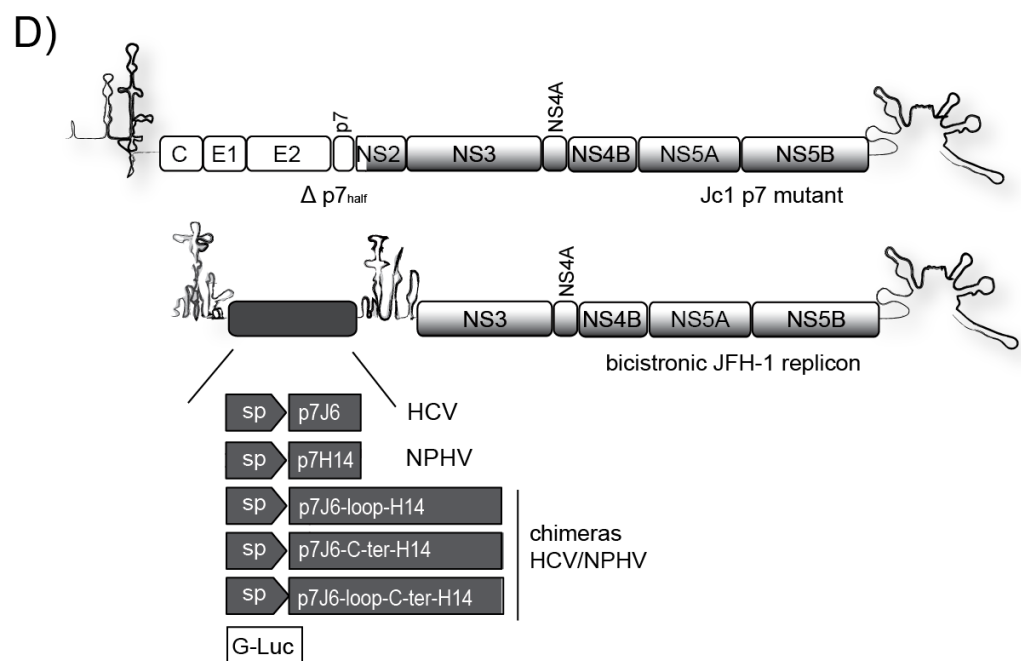 D)
p7
NS4A
C E1 E2 NS2 NS3 NS4B NS5A NS5B
Δ p7half
Jc1 p7 mutant
NS4A
NS3 NS4B NS5A NS5B
bicistronic JFH-1 replicon
sp p7J6 HCV
sp p7H14 NPHV
sp p7J6-loop-H14
chimeras
HCV/NPHV
sp p7J6-C-ter-H14
sp p7J6-loop-C-ter-H14
G-Luc